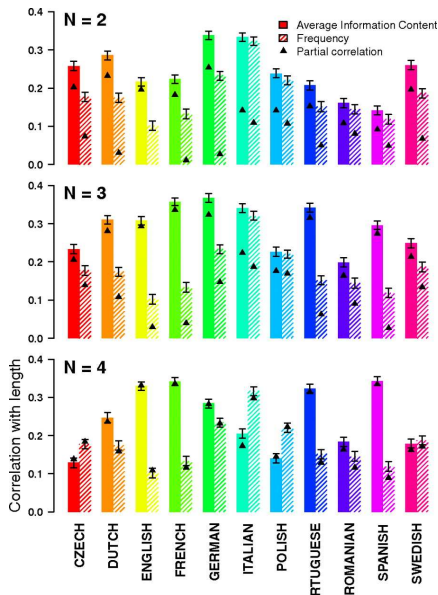 N = 2
Average Information Content
Frequency
Partial correlation
0.4
0.3
0.2
0.1
0.0
N = 3
0.4
0.3
0.2
0.1
0.0
N = 4
0.4
0.3
0.2
0.1
0.0
Correlation with length
CZECH
DUTCH
ENGLISH
FRENCH
GERMAN
ITALIAN
POLISH
RTUGUESE
ROMANIAN
SPANISH
SWEDISH